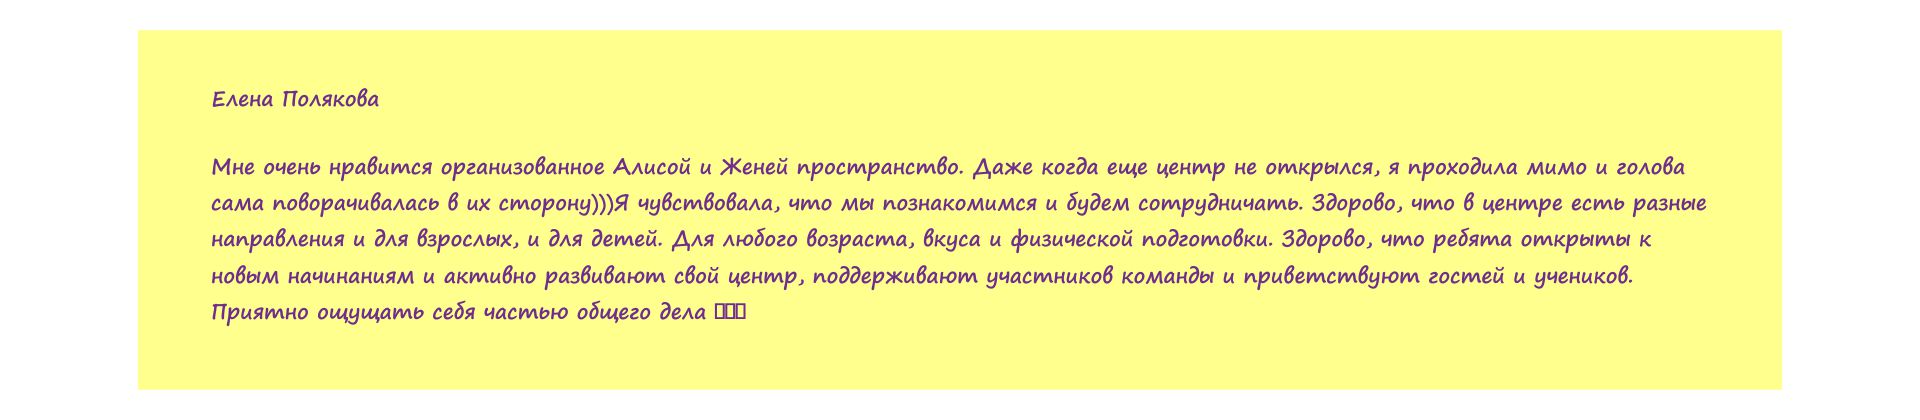 Елена Полякова
Мне очень нравится организованное Алисой и Женей пространство. Даже когда еще центр не открылся, я проходила мимо и голова
сама поворачивалась в их сторону)))Я чувствовала, что мы познакомимся и будем сотрудничать. Здорово, что в центре есть разные
направления и для взрослых, и для детей. Для любого возраста, вкуса и физической подготовки. Здорово, что ребята открыты к
новым начинаниям и активно развивают свой центр, поддерживают участников команды и приветствуют гостей и учеников.
Приятно ощущать себя частью общего дела